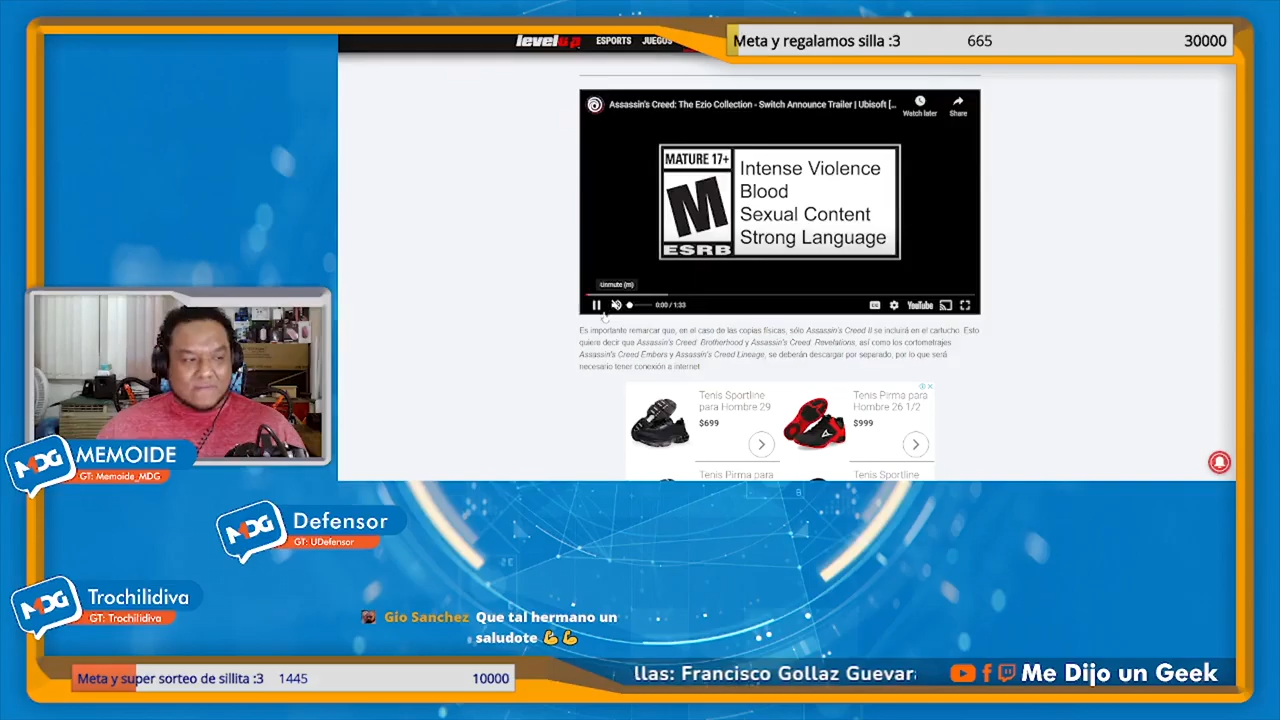 levelup ESPORTS JUEGOS
Meta y regalamos silla :3 665 30000
Assassin's Creed: The Ezio Collection - Switch Announce Trailer | Ubisoft [...
Watch later
Share
MATURE 17+
M
ESRB
Intense Violence
Blood
Sexual Content
Strong Language
Unmute (m)
0:00 / 1:33
CC
YouTube
Es importante remarcar que, en el caso de las copias físicas, sólo Assassin's Creed II se incluirá en el cartucho. Esto
quiere decir que Assassin's Creed: Brotherhood y Assassin's Creed: Revelations, así como los cortometrajes
Assassin's Creed Embers y Assassin's Creed Lineage, se deberán descargar por separado, por lo que será
necesario tener conexión a internet
Tenis Sportline
para Hombre 29
$699
Tenis Pirma para
Hombre 26 1/2
$999
Tenis Pirma para
Tenis Sportline
MDG
MEMOIDE
GT: Memoide_MDG
MDG
Defensor
GT: UDefensor
MDG
Trochilidiva
GT: Trochilidiva
Gio Sanchez Que tal hermano un
saludote 💪💪
Meta y super sorteo de sillita :3 1445 10000
llas: Francisco Gollaz Guevar
Me Dijo un Geek